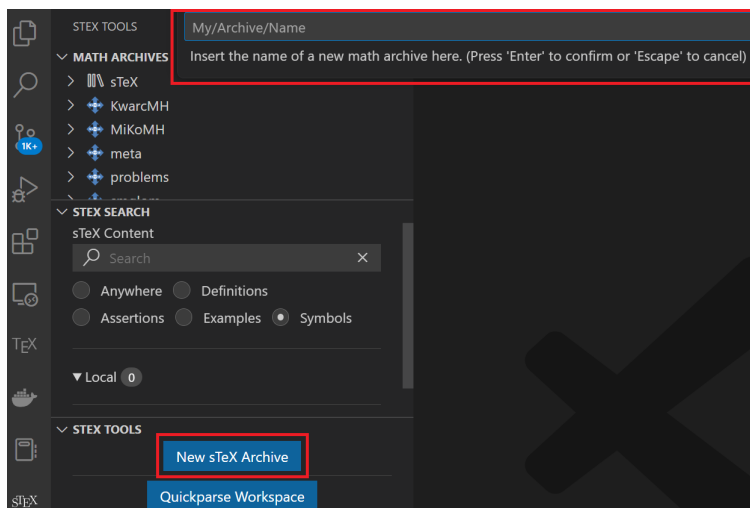 STEX TOOLS
My/Archive/Name
Insert the name of a new math archive here. (Press 'Enter' to confirm or 'Escape' to cancel)
MATH ARCHIVES
sTeX
KwarcMH
MiKoMH
meta
problems
1K+
STEX SEARCH
sTeX Content
Search
Anywhere
Definitions
Assertions
Examples
Symbols
TEX
Local 0
STEX TOOLS
New sTeX Archive
Quickparse Workspace
sTEX